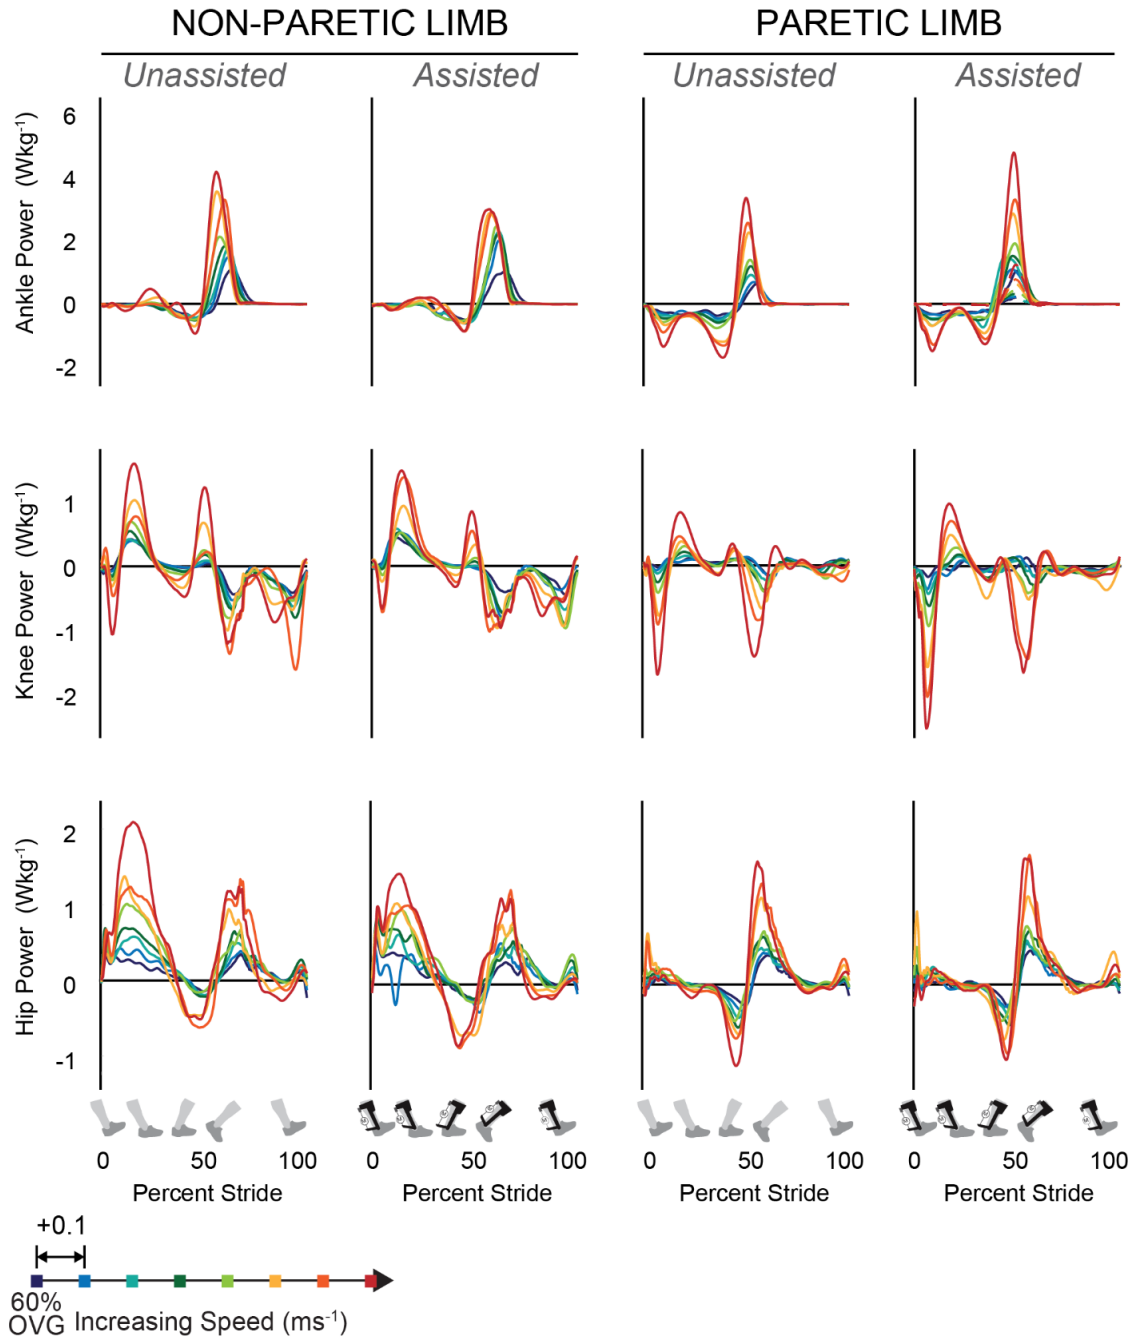 NON-PARETIC LIMB PARETIC LIMB
Unassisted Assisted Unassisted Assisted
Ankle Power (Wkg⁻¹)
6
4
2
0
-2
Knee Power (Wkg⁻¹)
1
0
-1
-2
Hip Power (Wkg⁻¹)
2
1
0
-1
0 50 100 0 50 100 0 50 100 0 50 100
Percent Stride Percent Stride Percent Stride Percent Stride
+0.1
60%
OVG Increasing Speed (ms⁻¹)